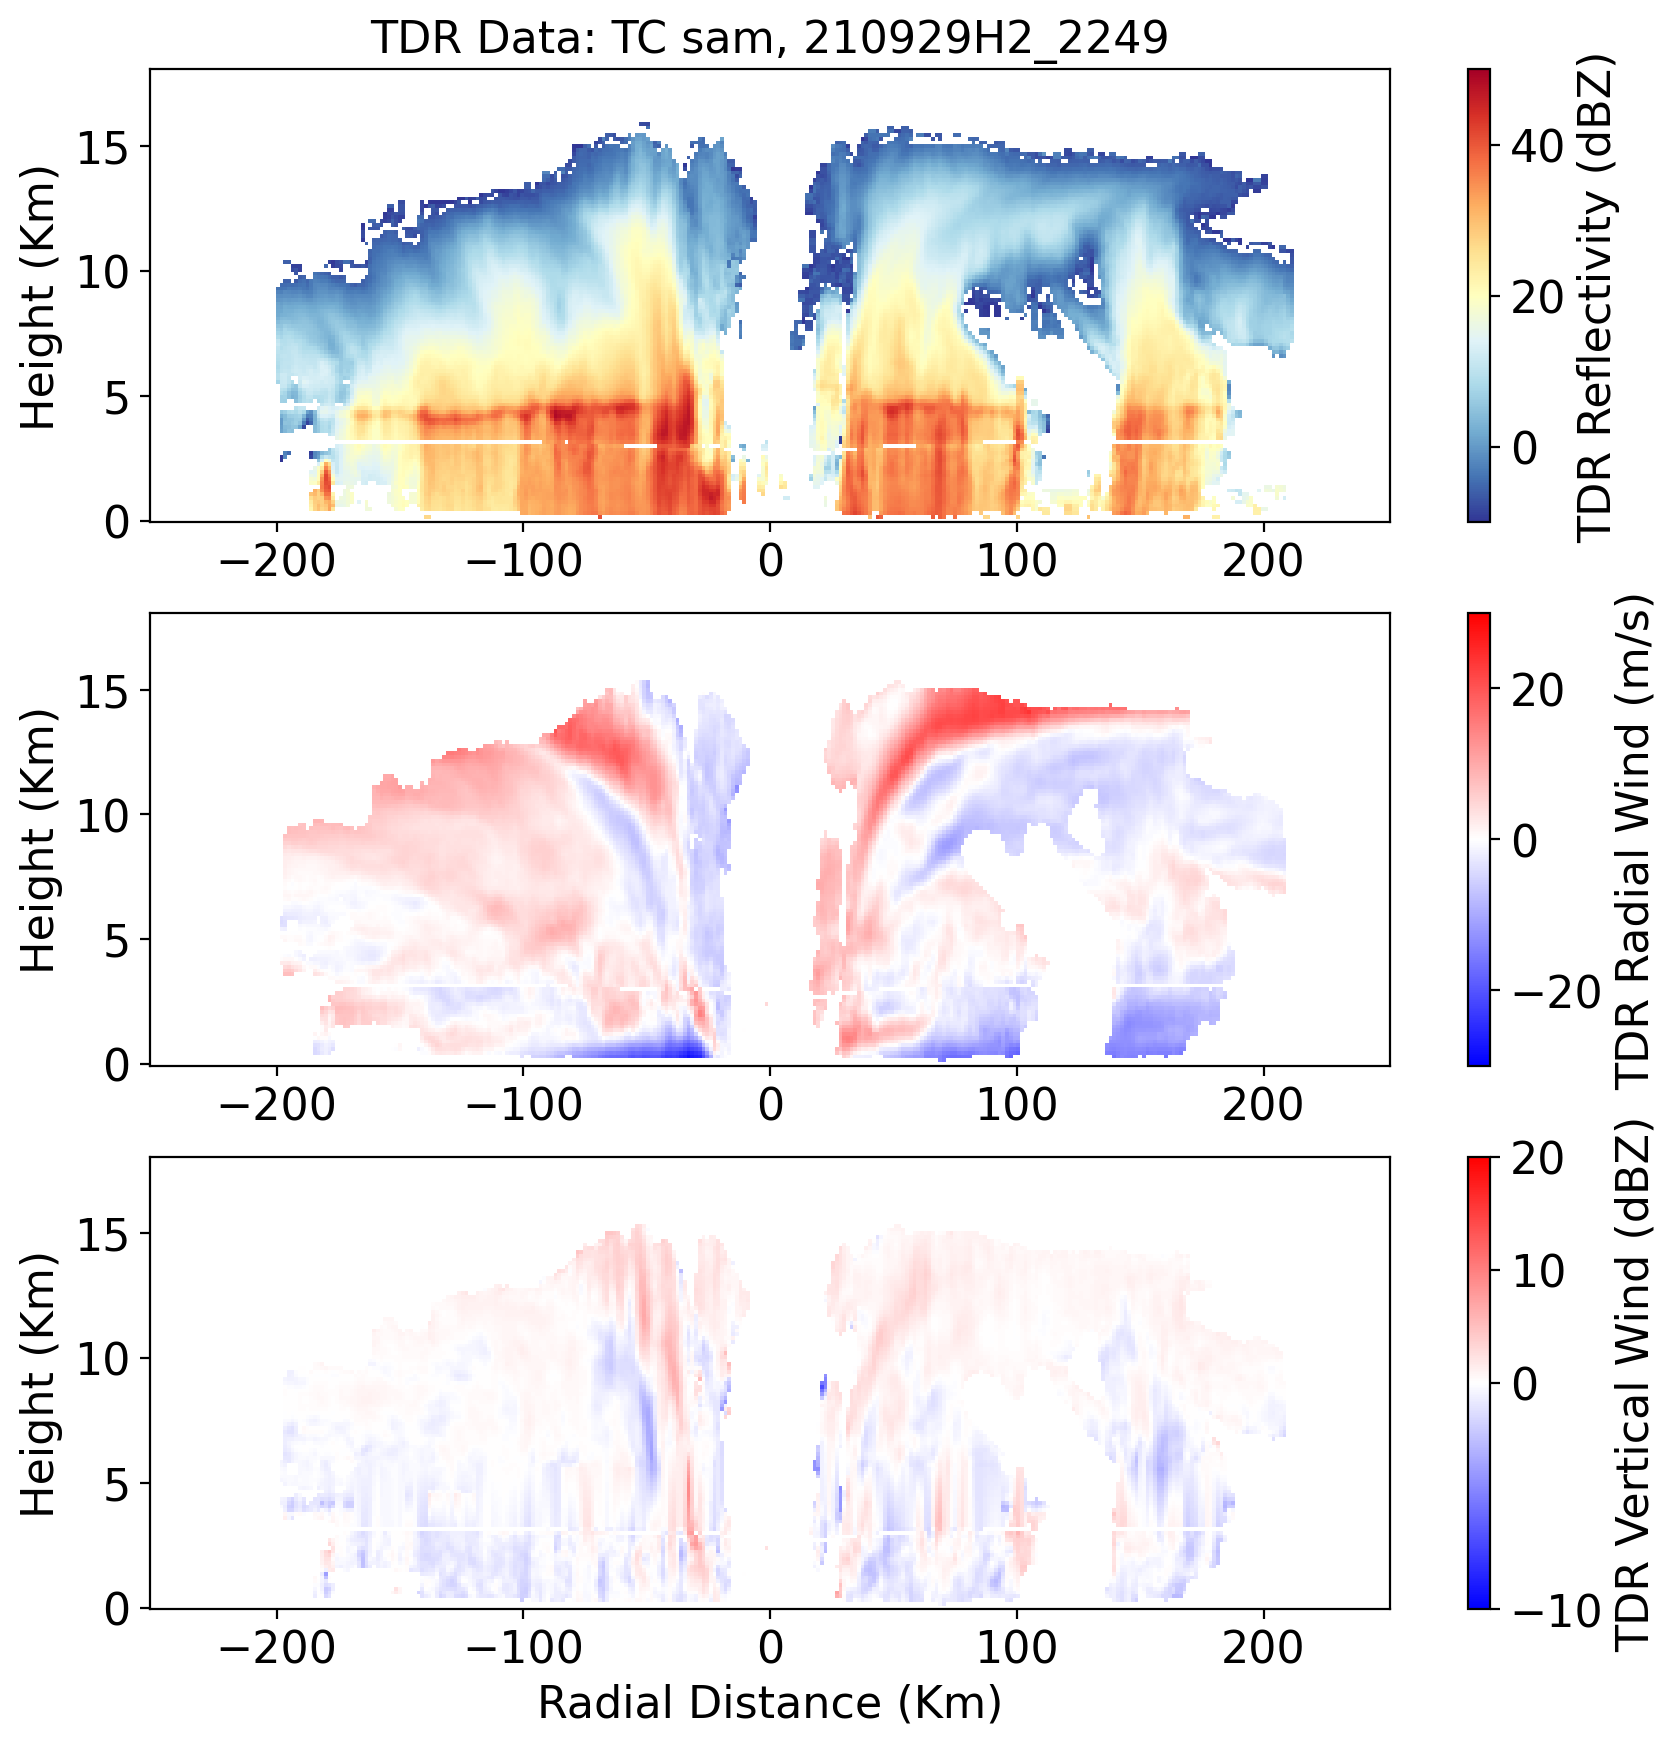 TDR Data: TC sam, 210929H2_2249
Height (Km)
15
10
5
0
−200 −100 0 100 200
40
20
0
TDR Reflectivity (dBZ)
Height (Km)
15
10
5
0
−200 −100 0 100 200
20
0
−20
TDR Radial Wind (m/s)
Height (Km)
15
10
5
0
−200 −100 0 100 200
Radial Distance (Km)
20
10
0
−10
TDR Vertical Wind (dBZ)